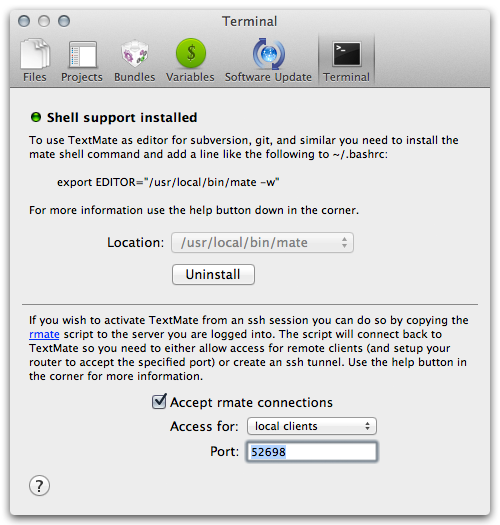 Terminal
Files Projects Bundles Variables Software Update Terminal
$
>_
Shell support installed
To use TextMate as editor for subversion, git, and similar you need to install the
mate shell command and add a line like the following to ~/.bashrc:
export EDITOR="/usr/local/bin/mate -w"
For more information use the help button down in the corner.
Location: /usr/local/bin/mate
Uninstall
If you wish to activate TextMate from an ssh session you can do so by copying the
rmate script to the server you are logged into. The script will connect back to
TextMate so you need to either allow access for remote clients (and setup your
router to accept the specified port) or create an ssh tunnel. Use the help button in
the corner for more information.
Accept rmate connections
Access for: local clients
Port: 52698
?